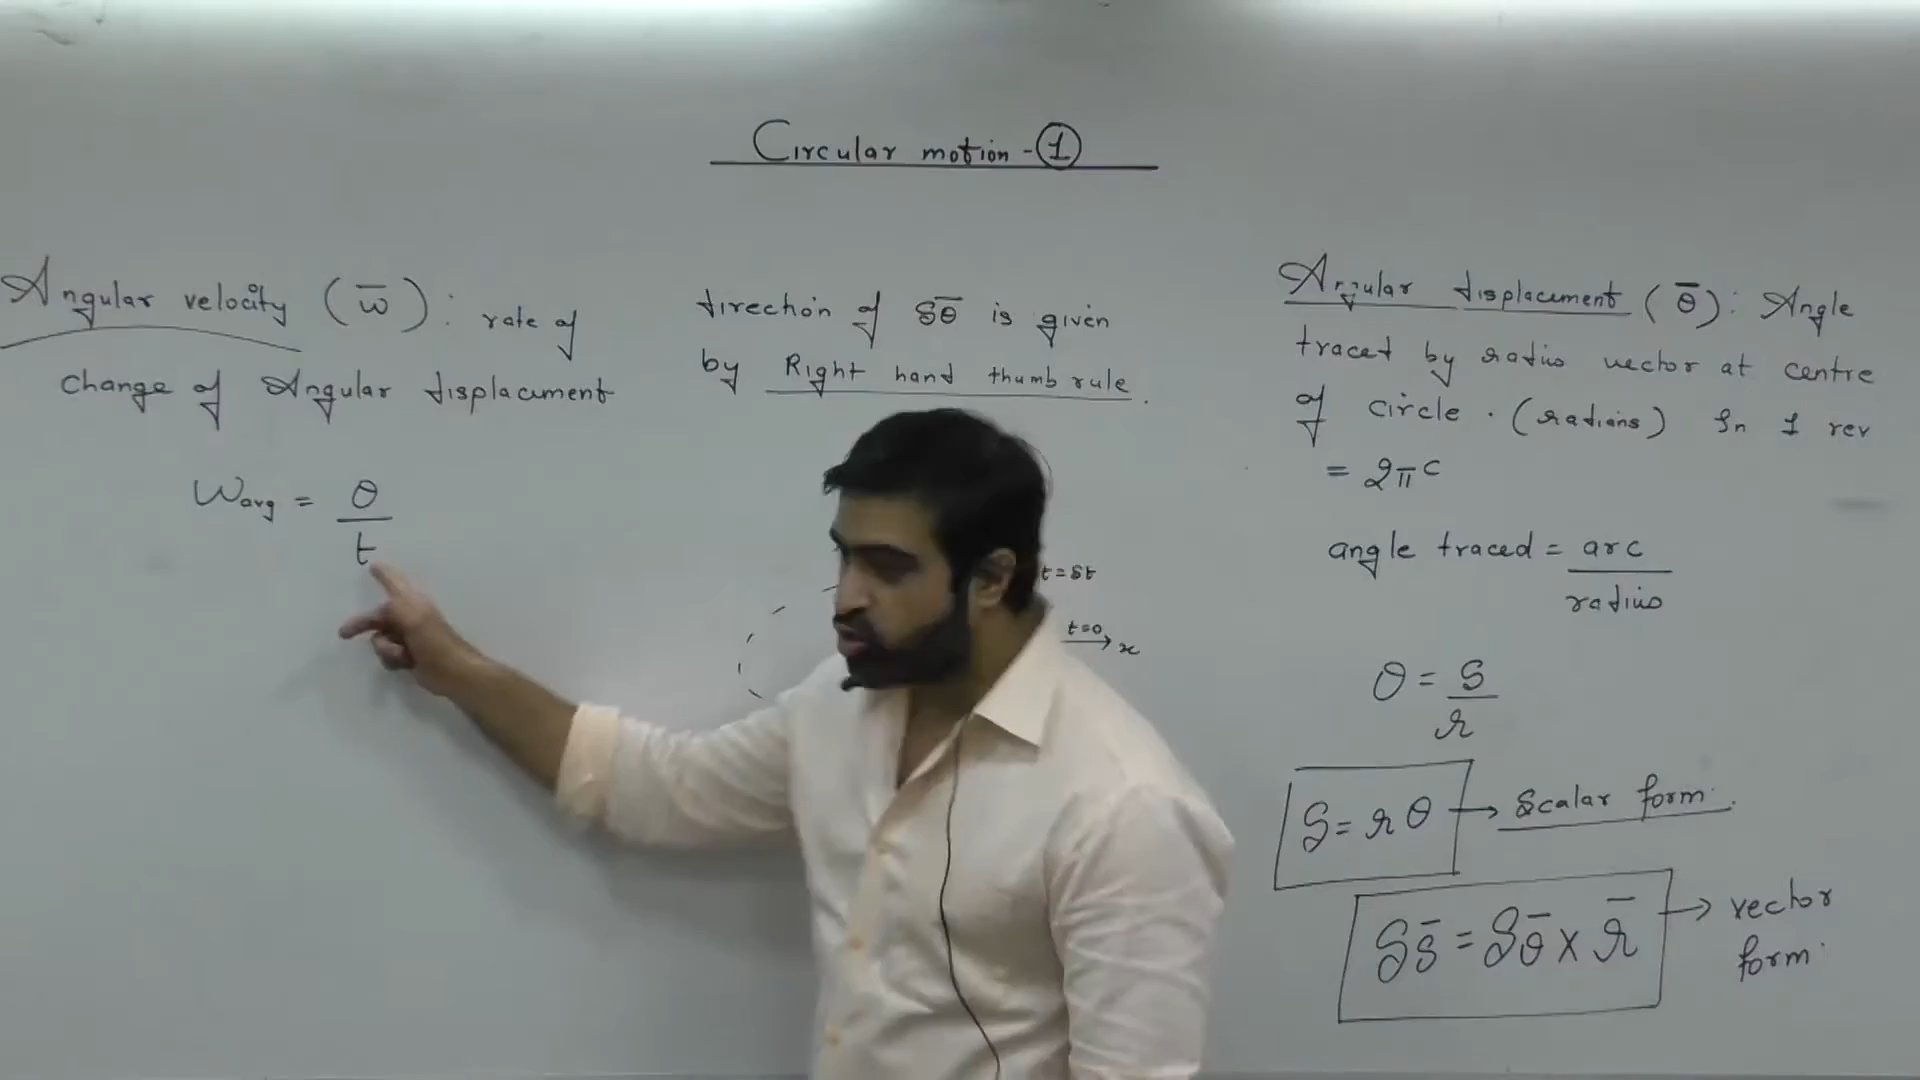 Circular motion - 1
Angular velocity (ω̄) : rate of
change of Angular displacement
ω avg = θ
t
direction of δθ̄ is given
by Right hand thumb rule.
t=δt
t=0
x
Angular displacement (θ̄) : Angle
traced by radius vector at centre
of circle. (radians) In 1 rev
= 2π c
angle traced = arc
radius
θ = S
r
S = r θ → Scalar form.
δs̄ = δθ̄ × r̄ → vector
form.